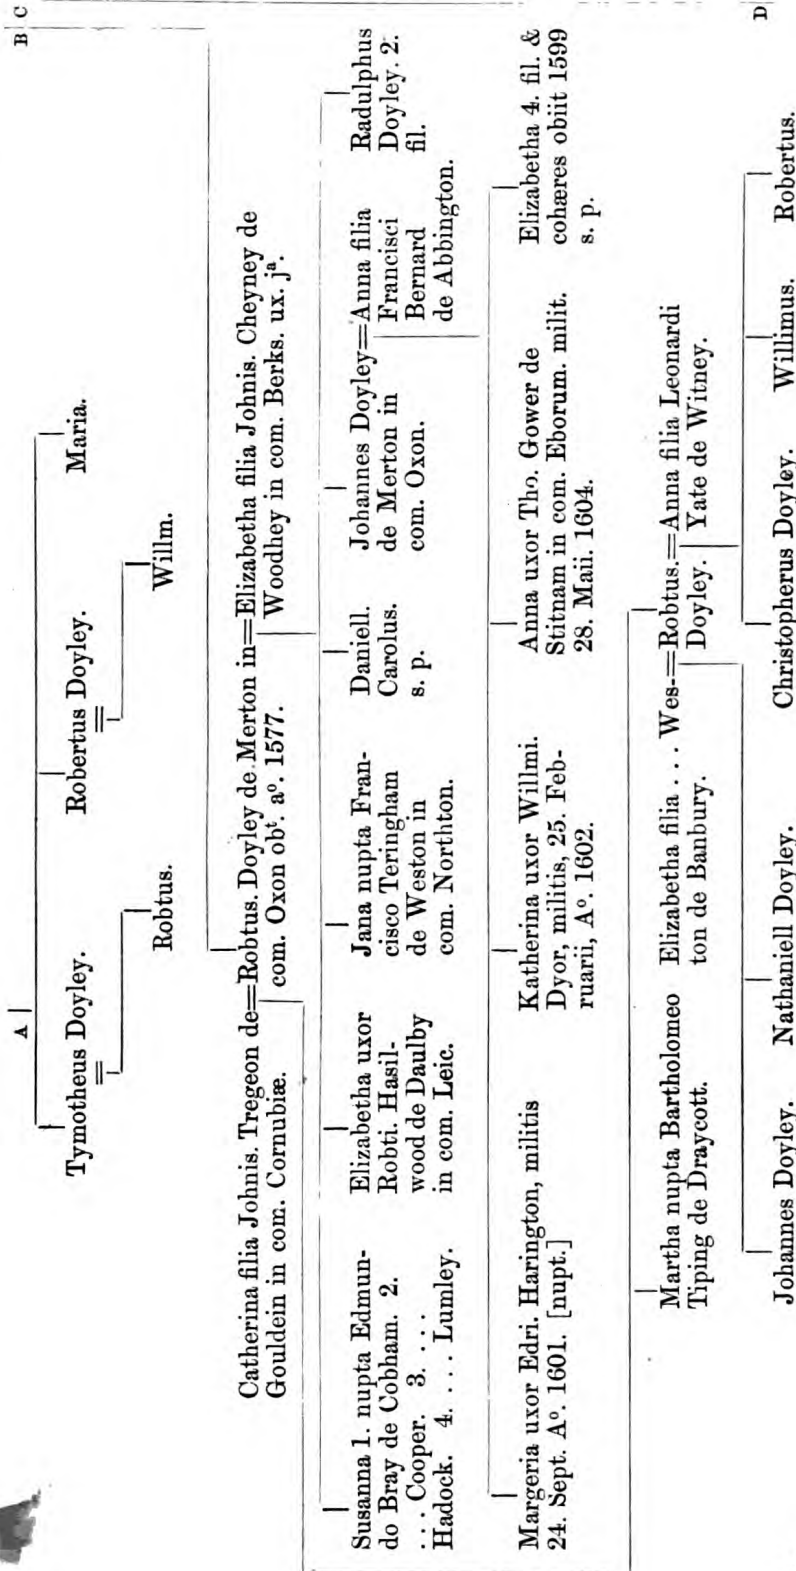 B C
A
Tymotheus Doyley.
Robertus Doyley.
Maria.
Robtus.
Willm.
Catherina filia Johnis. Tregeon de=Robtus. Doyley de Merton in=Elizabetha filia Johnis. Cheyney de
Gouldein in com. Cornubiæ.
com. Oxon obᵗ. aº. 1577.
Woodhey in com. Berks. ux. jª.
Susanna 1. nupta Edmun-
do Bray de Cobham. 2.
... Cooper. 3. ....
Hadock. 4. ... Lumley.
Elizabetha uxor
Robti. Hasil-
wood de Daulby
in com. Leic.
Jana nupta Fran-
cisco Teringham
de Weston in
com. Northton.
Daniell.
Carolus.
s. p.
Johannes Doyley=Anna filia
de Merton in
com. Oxon.
Francisci
Bernard
de Abbington.
Radulphus
Doyley. 2.
fil.
Margeria uxor Edri. Harington, militis
24. Sept. Aº. 1601. [nupt.]
Katherina uxor Willmi.
Dyor, militis, 25. Feb-
ruarii, Aº. 1602.
Anna uxor Tho. Gower de
Stitnam in com. Eborum. milit.
28. Maii. 1604.
Elizabetha 4. fil. &
cohæres obiit 1599
s. p.
Martha nupta Bartholomeo
Tiping de Draycott.
Elizabetha filia ... Wes-=Robtus.=Anna filia Leonardi
ton de Banbury.
Doyley.
Yate de Witney.
D
Johannes Doyley.
Nathaniell Doyley.
Christopherus Doyley.
Willimus.
Robertus.